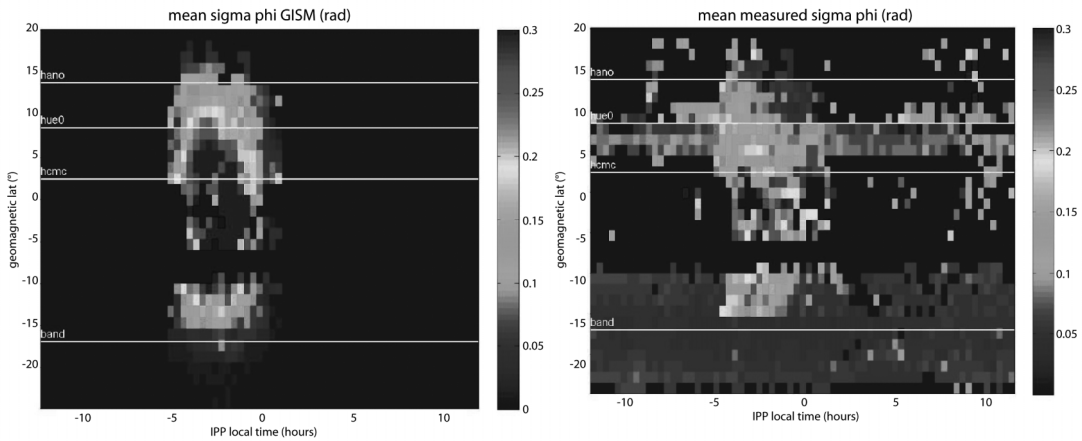 mean sigma phi GISM (rad)
20
15
10
5
0
-5
-10
-15
-20
geomagnetic lat (°)
hano
hue0
hcmc
band
-10
-5
0
5
10
IPP local time (hours)
0.3
0.25
0.2
0.15
0.1
0.05
0
mean measured sigma phi (rad)
20
15
10
5
0
-5
-10
-15
-20
geomagnetic lat (°)
hano
hue0
hcmc
band
-10
-5
0
5
10
IPP local time (hours)
0.3
0.25
0.2
0.15
0.1
0.05